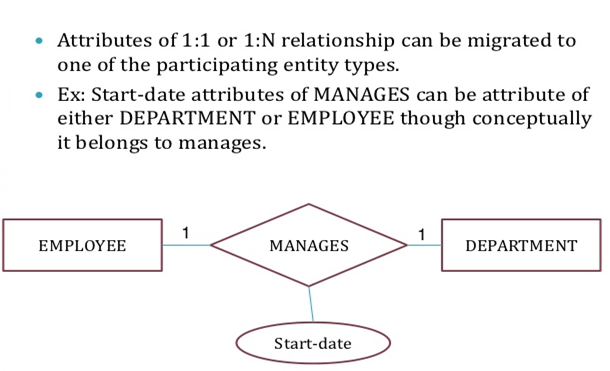 • Attributes of 1:1 or 1:N relationship can be migrated to
one of the participating entity types.
• Ex: Start-date attributes of MANAGES can be attribute of
either DEPARTMENT or EMPLOYEE though conceptually
it belongs to manages.
EMPLOYEE 1 MANAGES 1 DEPARTMENT
Start-date